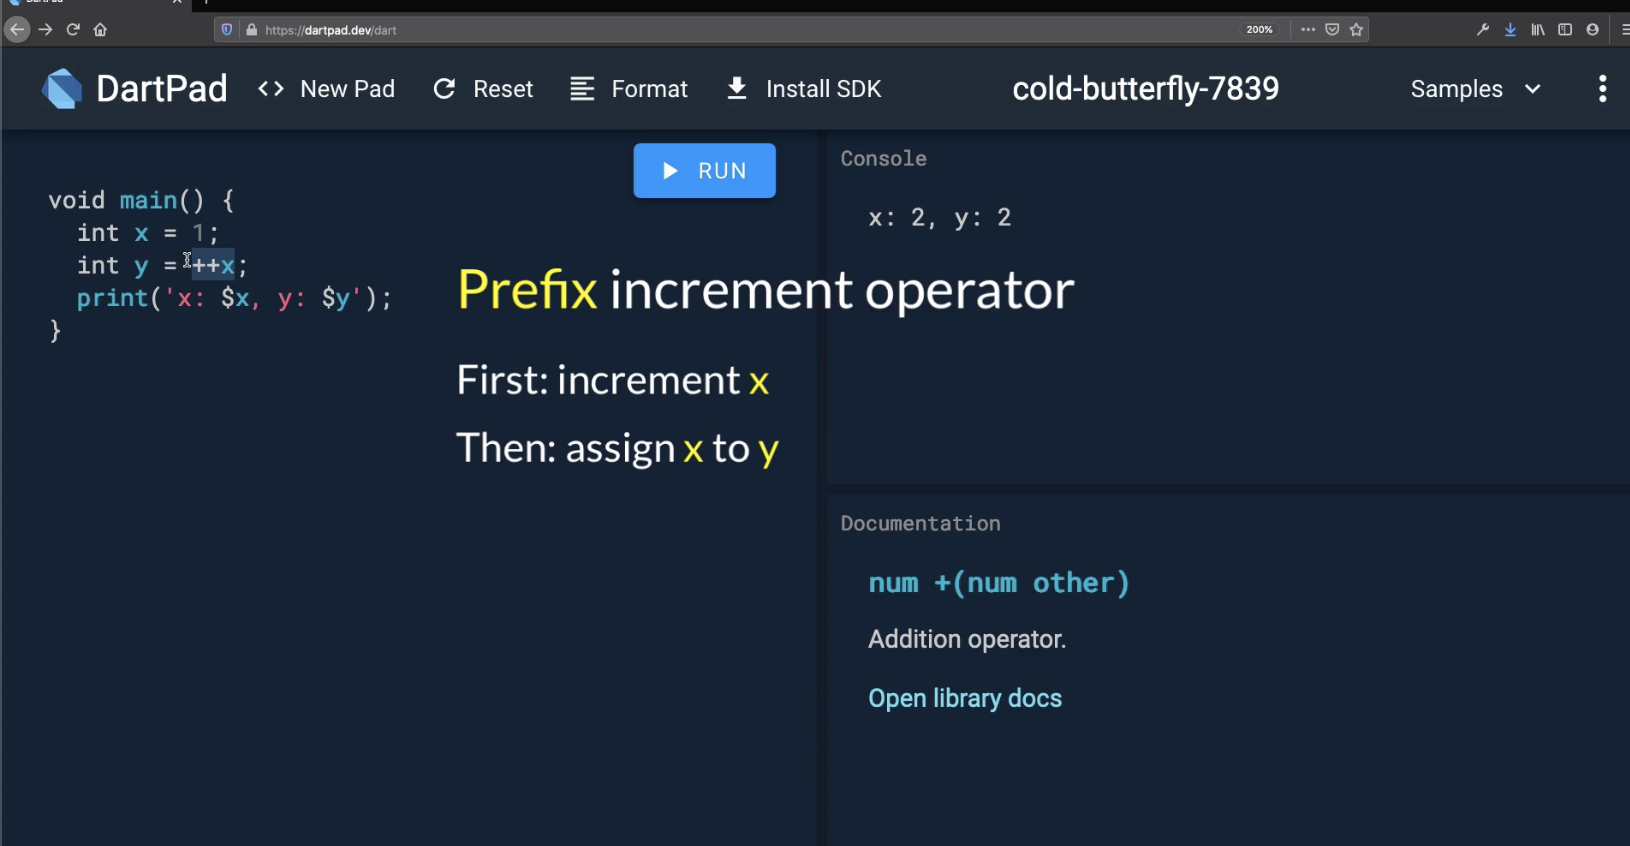 https://dartpad.dev/dart
200%
DartPad
<> New Pad
Reset
Format
Install SDK
cold-butterfly-7839
Samples
RUN
void main() {
int x = 1;
int y = ++x;
print('x: $x, y: $y');
}
Prefix increment operator
First: increment x
Then: assign x to y
Console
x: 2, y: 2
Documentation
num +(num other)
Addition operator.
Open library docs